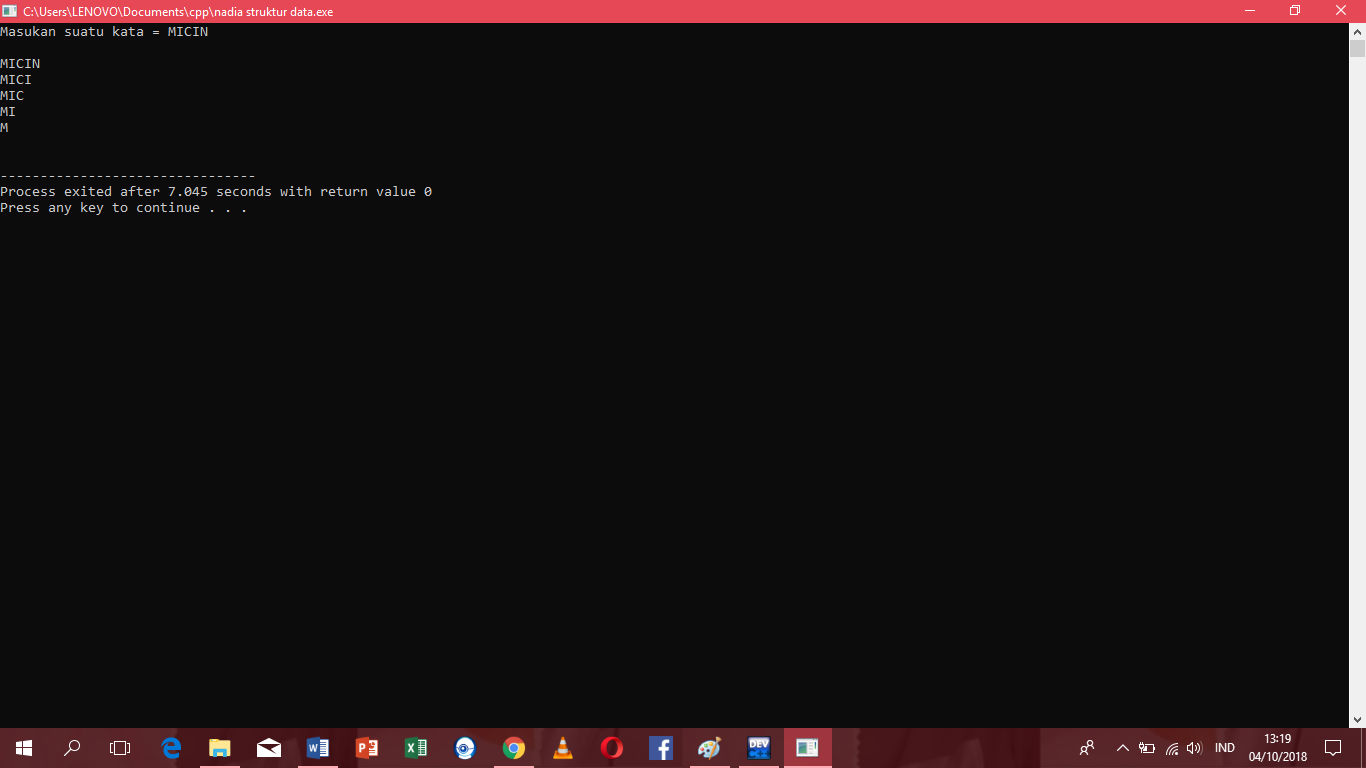 C:\Users\LENOVO\Documents\cpp\nadia struktur data.exe
Masukan suatu kata = MICIN
MICIN
MICI
MIC
MI
M
--------------------------------
Process exited after 7.045 seconds with return value 0
Press any key to continue . . .
DEV
IND
13:19
04/10/2018